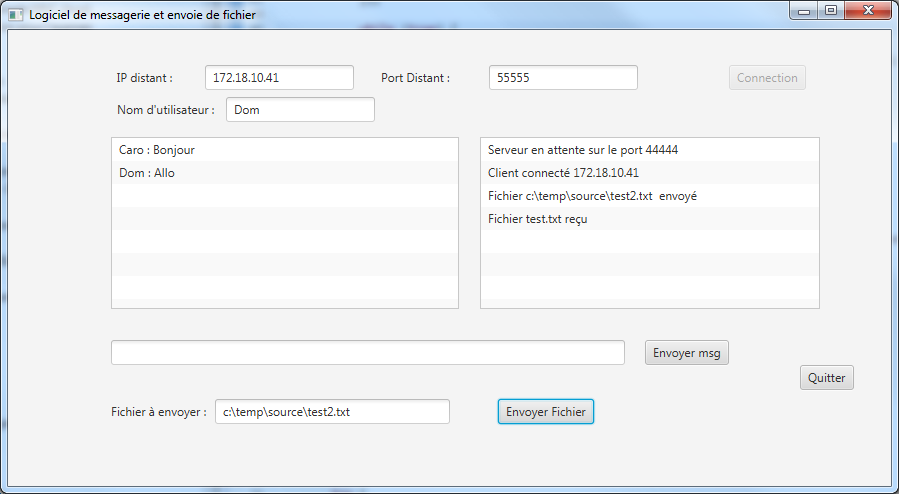 Logiciel de messagerie et envoie de fichier
IP distant : 172.18.10.41 Port Distant : 55555 Connection
Nom d'utilisateur : Dom
Caro : Bonjour
Dom : Allo
Serveur en attente sur le port 44444
Client connecté 172.18.10.41
Fichier c:\temp\source\test2.txt  envoyé
Fichier test.txt reçu
Envoyer msg
Quitter
Fichier à envoyer : c:\temp\source\test2.txt Envoyer Fichier